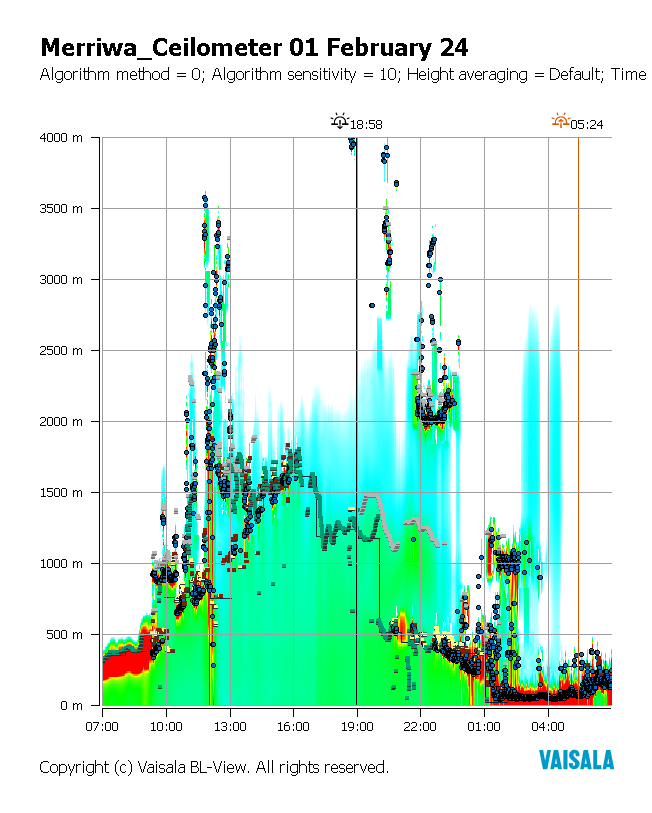 Merriwa_Ceilometer 01 February 24
Algorithm method = 0; Algorithm sensitivity = 10; Height averaging = Default; Time
18:58 05:24
4000 m
3500 m
3000 m
2500 m
2000 m
1500 m
1000 m
500 m
0 m
07:00 10:00 13:00 16:00 19:00 22:00 01:00 04:00
VAISALA
Copyright (c) Vaisala BL-View. All rights reserved.